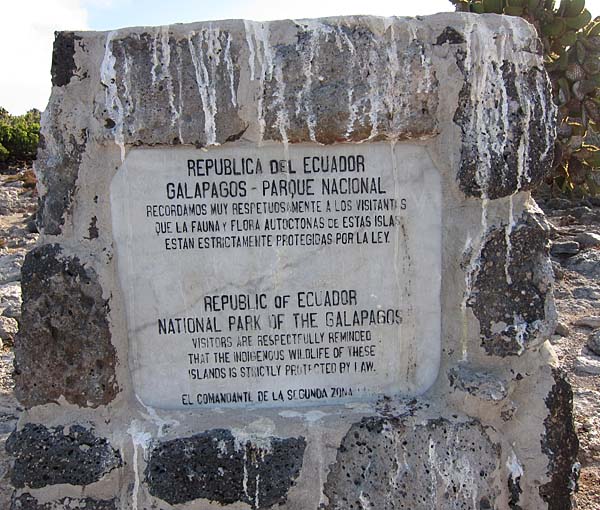 REPUBLICA DEL ECUADOR
GALAPAGOS - PARQUE NACIONAL
RECORDAMOS MUY RESPETUOSAMENTE A LOS VISITANTES
QUE LA FAUNA Y FLORA AUTOCTONAS DE ESTAS ISLAS
ESTAN ESTRICTAMENTE PROTEGIDAS POR LA LEY.
REPUBLIC OF ECUADOR
NATIONAL PARK OF THE GALAPAGOS
VISITORS ARE RESPECTFULLY REMINDED
THAT THE INDIGENOUS WILDLIFE OF THESE
ISLANDS IS STRICTLY PROTECTED BY LAW.
EL COMANDANTE DE LA SEGUNDA ZONA